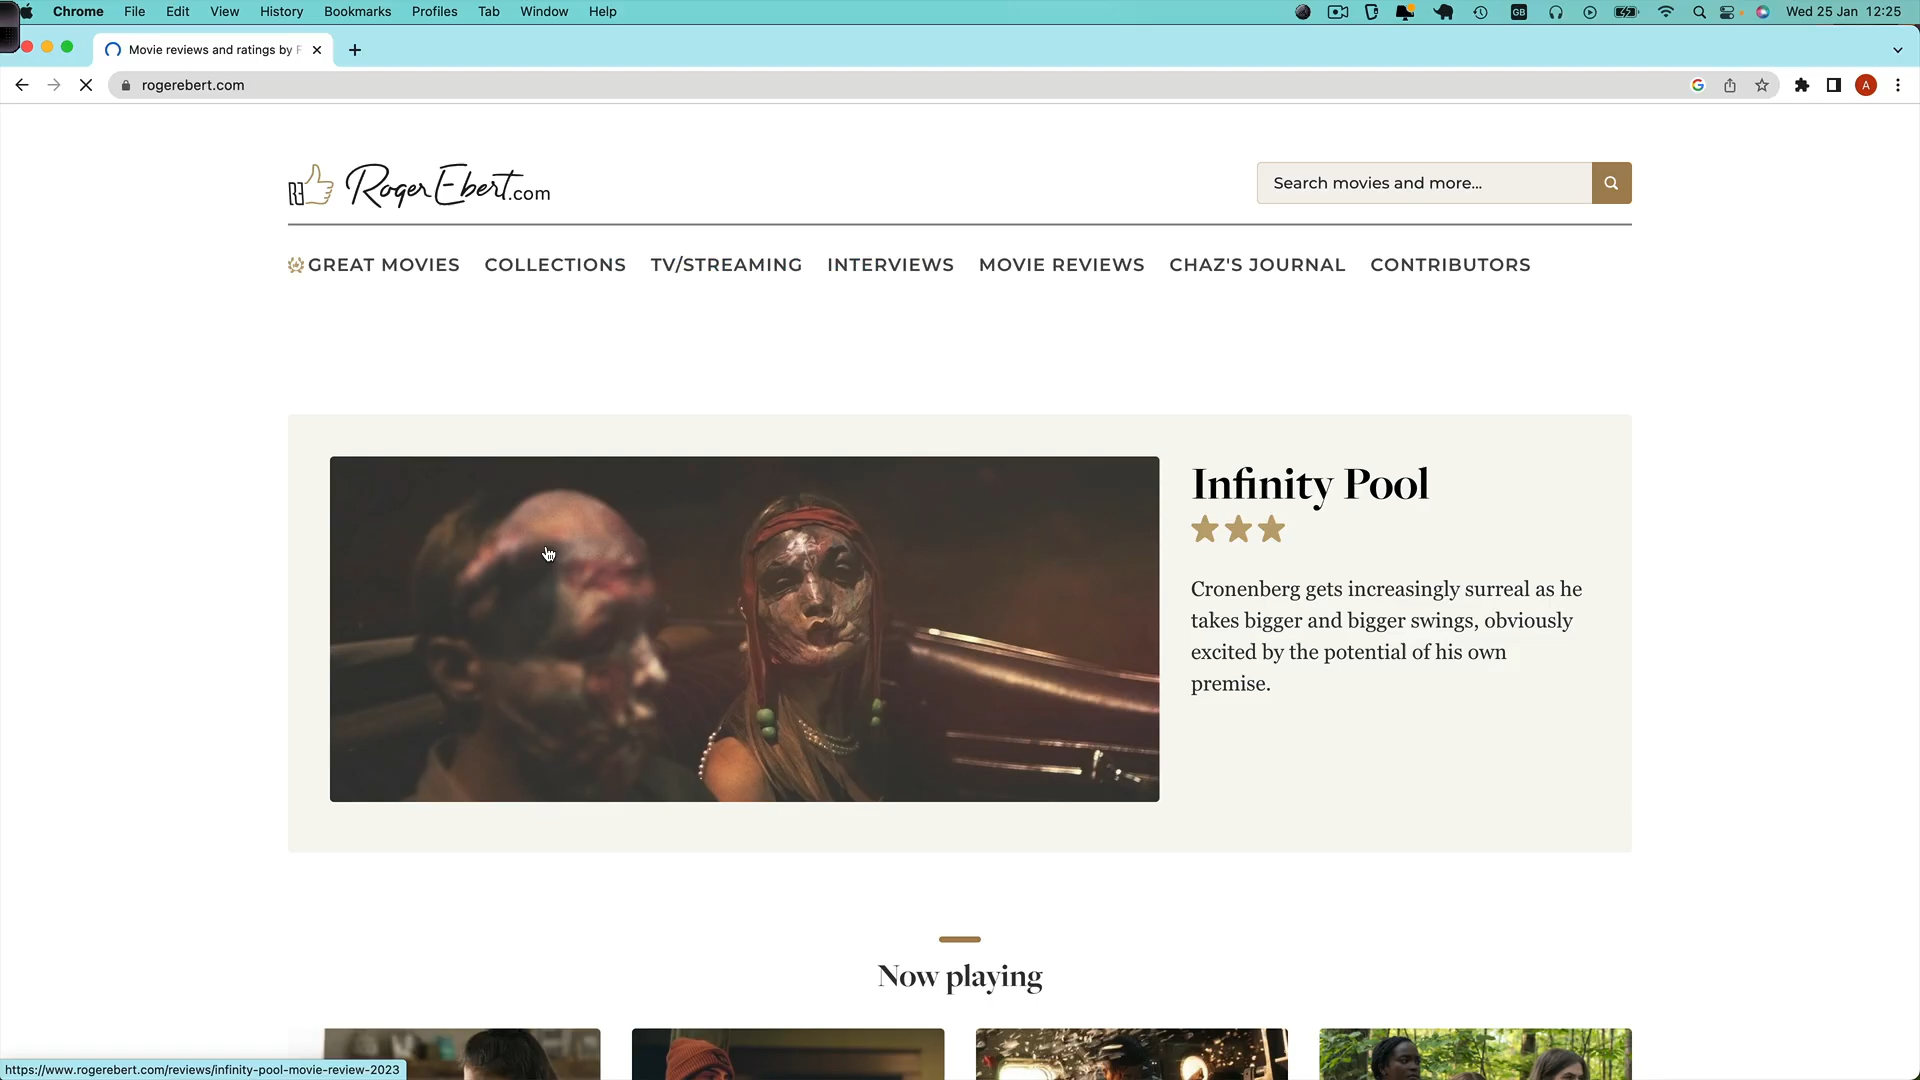 Chrome File Edit View History Bookmarks Profiles Tab Window Help GB Wed 25 Jan 12:25
Movie reviews and ratings by F
rogerebert.com A
RE RogerEbert.com Search movies and more...
GREAT MOVIES COLLECTIONS TV/STREAMING INTERVIEWS MOVIE REVIEWS CHAZ'S JOURNAL CONTRIBUTORS
Infinity Pool
Cronenberg gets increasingly surreal as he
takes bigger and bigger swings, obviously
excited by the potential of his own
premise.
Now playing
https://www.rogerebert.com/reviews/infinity-pool-movie-review-2023